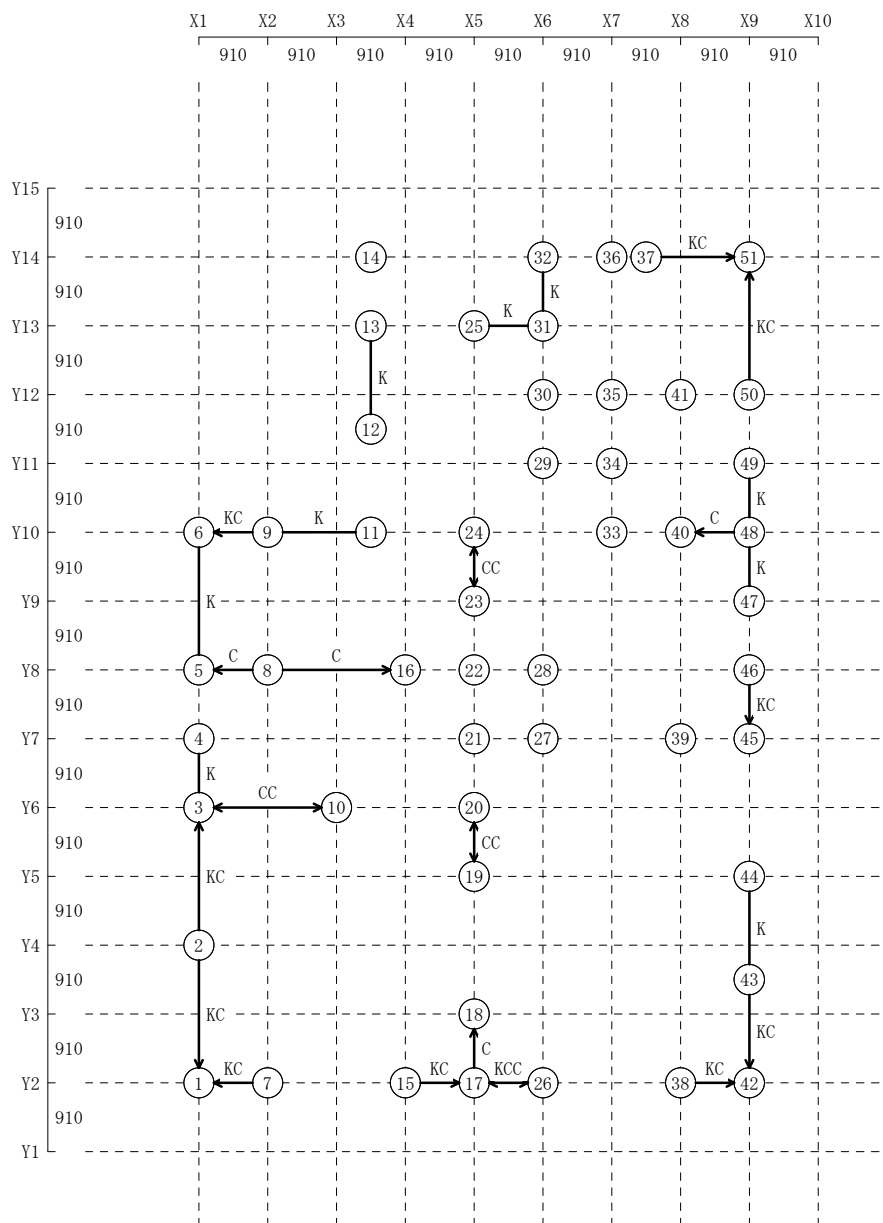 X1 X2 X3 X4 X5 X6 X7 X8 X9 X10
910 910 910 910 910 910 910 910 910
Y15
910
Y14 14 32 36 37 KC 51
910 K
Y13 13 25 K 31 KC
910 K
Y12 30 35 41 50
910 12
Y11 29 34 49
910 K
Y10 6 KC 9 K 11 24 33 40 C 48
910 K CC K
Y9 23 47
910
Y8 5 C 8 C 16 22 28 46
910 KC
Y7 4 21 27 39 45
910 K
Y6 3 CC 10 20
910 KC CC
Y5 19 44
910 K
Y4 2
910 43
Y3 KC 18 KC
910 C
Y2 1 KC 7 15 KC 17 KCC 26 38 KC 42
910
Y1